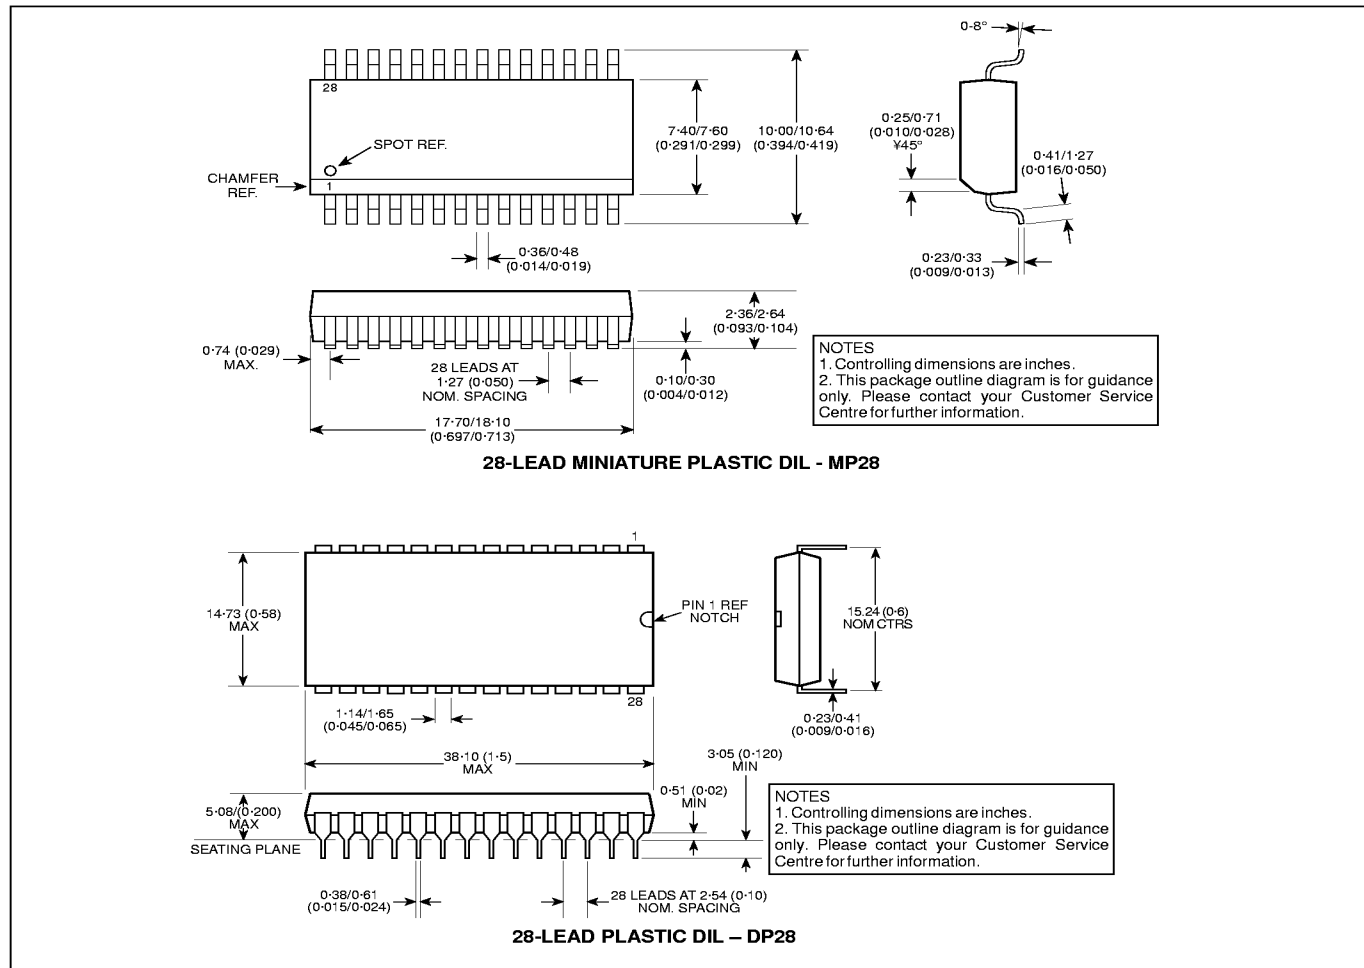 0-8°
28
SPOT REF.
CHAMFER
REF.
1
7·40/7·60
(0·291/0·299)
10·00/10·64
(0·394/0·419)
0·25/0·71
(0·010/0·028)
¥45°
0·41/1·27
(0·016/0·050)
0·36/0·48
(0·014/0·019)
0·23/0·33
(0·009/0·013)
2·36/2·64
(0·093/0·104)
0·74 (0·029)
MAX.
28 LEADS AT
1·27 (0·050)
NOM. SPACING
0·10/0·30
(0·004/0·012)
17·70/18·10
(0·697/0·713)
NOTES
1. Controlling dimensions are inches.
2. This package outline diagram is for guidance
only. Please contact your Customer Service
Centre for further information.
28-LEAD MINIATURE PLASTIC DIL - MP28
1
14·73 (0·58)
MAX
PIN 1 REF
NOTCH
15.24 (0·6)
NOM CTRS
28
1·14/1·65
(0·045/0·065)
0·23/0·41
(0·009/0·016)
38·10 (1·5)
MAX
3·05 (0·120)
MIN
0·51 (0·02)
MIN
5·08/(0·200)
MAX
SEATING PLANE
0·38/0·61
(0·015/0·024)
28 LEADS AT 2·54 (0·10)
NOM. SPACING
NOTES
1. Controlling dimensions are inches.
2. This package outline diagram is for guidance
only. Please contact your Customer Service
Centre for further information.
28-LEAD PLASTIC DIL – DP28